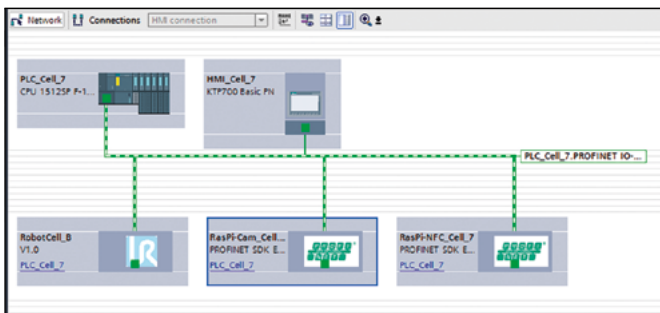 Network Connections HMI connection
PLC_Cell_7
CPU 1512SP F-1...
HMI_Cell_7
KTP700 Basic PN
PLC_Cell_7.PROFINET IO-...
RobotCell_B
V1.0
PLC_Cell_7
RasPi-Cam_Cell_...
PROFINET SDK E...
PLC_Cell_7
RasPi-NFC_Cell_7
PROFINET SDK E...
PLC_Cell_7